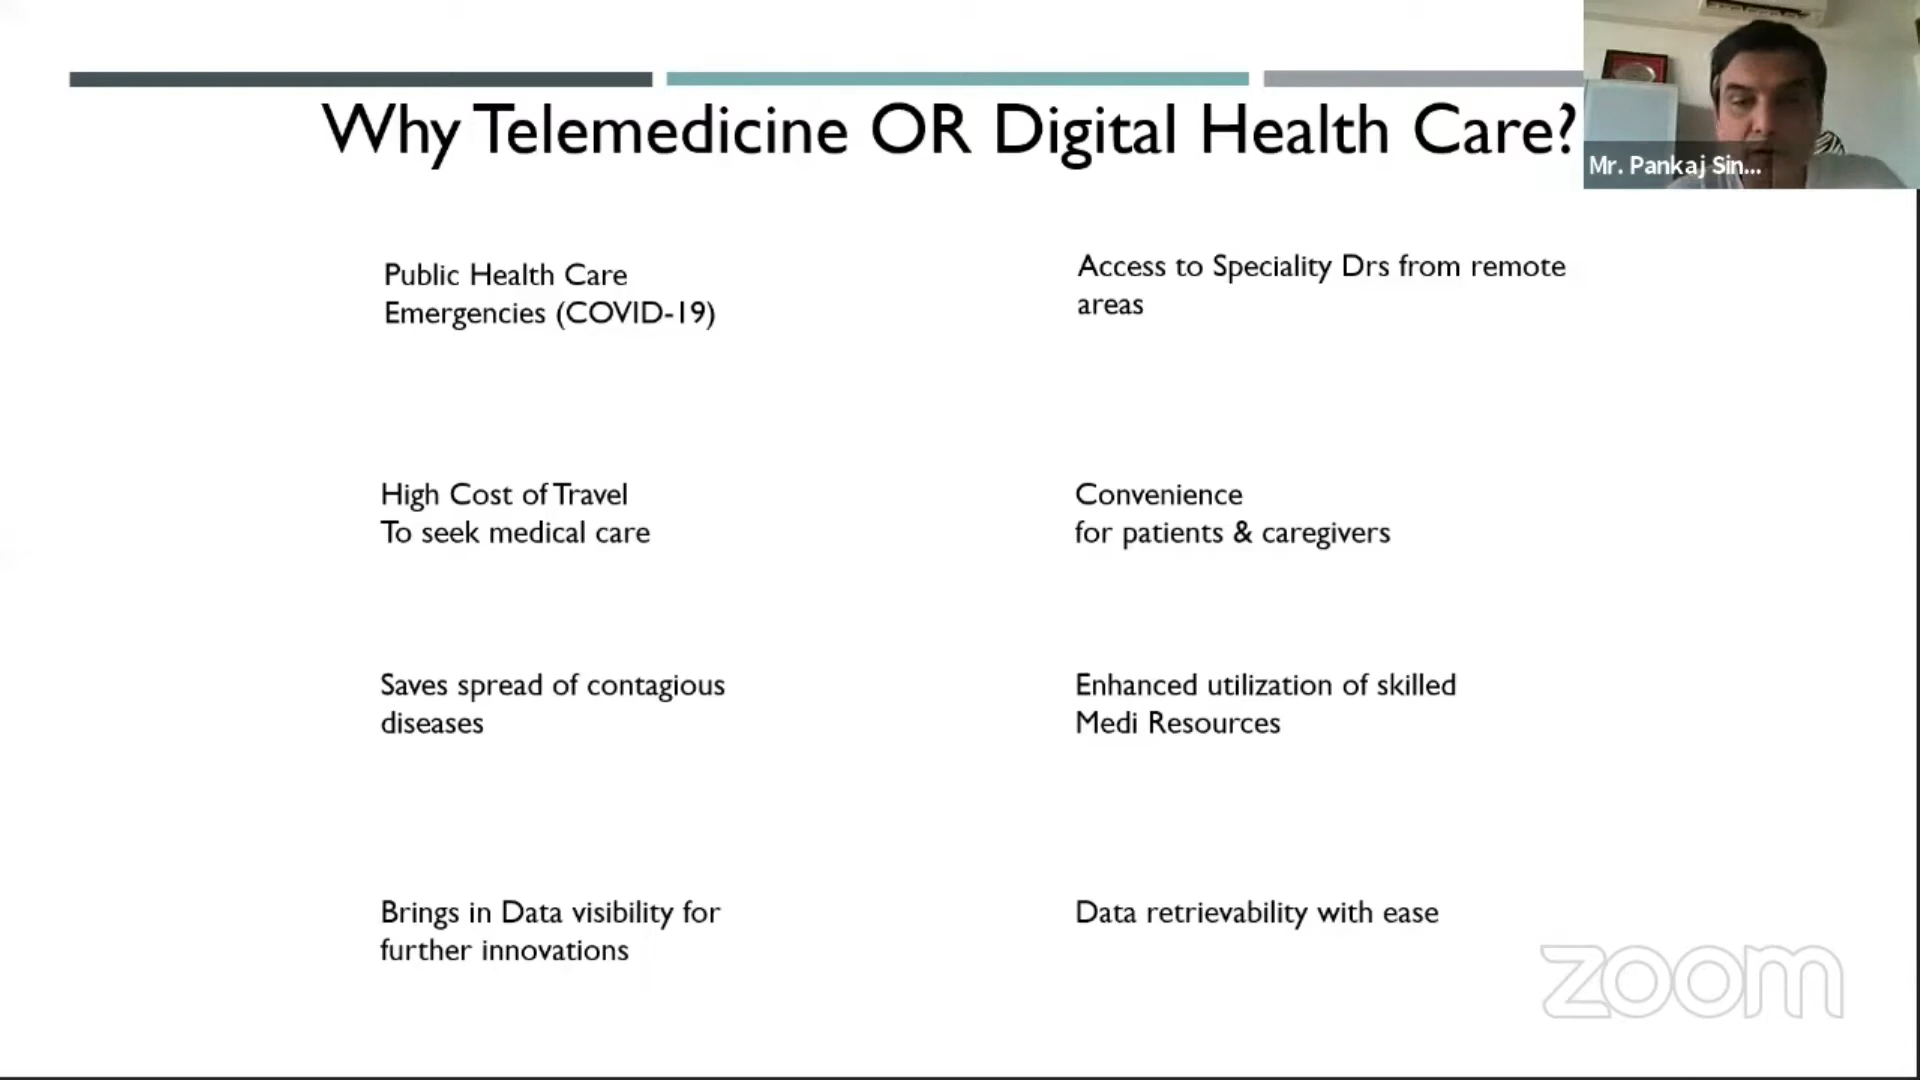 Why Telemedicine OR Digital Health Care?
Mr. Pankaj Sin...
Public Health Care
Emergencies (COVID-19)
Access to Speciality Drs from remote
areas
High Cost of Travel
To seek medical care
Convenience
for patients & caregivers
Saves spread of contagious
diseases
Enhanced utilization of skilled
Medi Resources
Brings in Data visibility for
further innovations
Data retrievability with ease
zoom